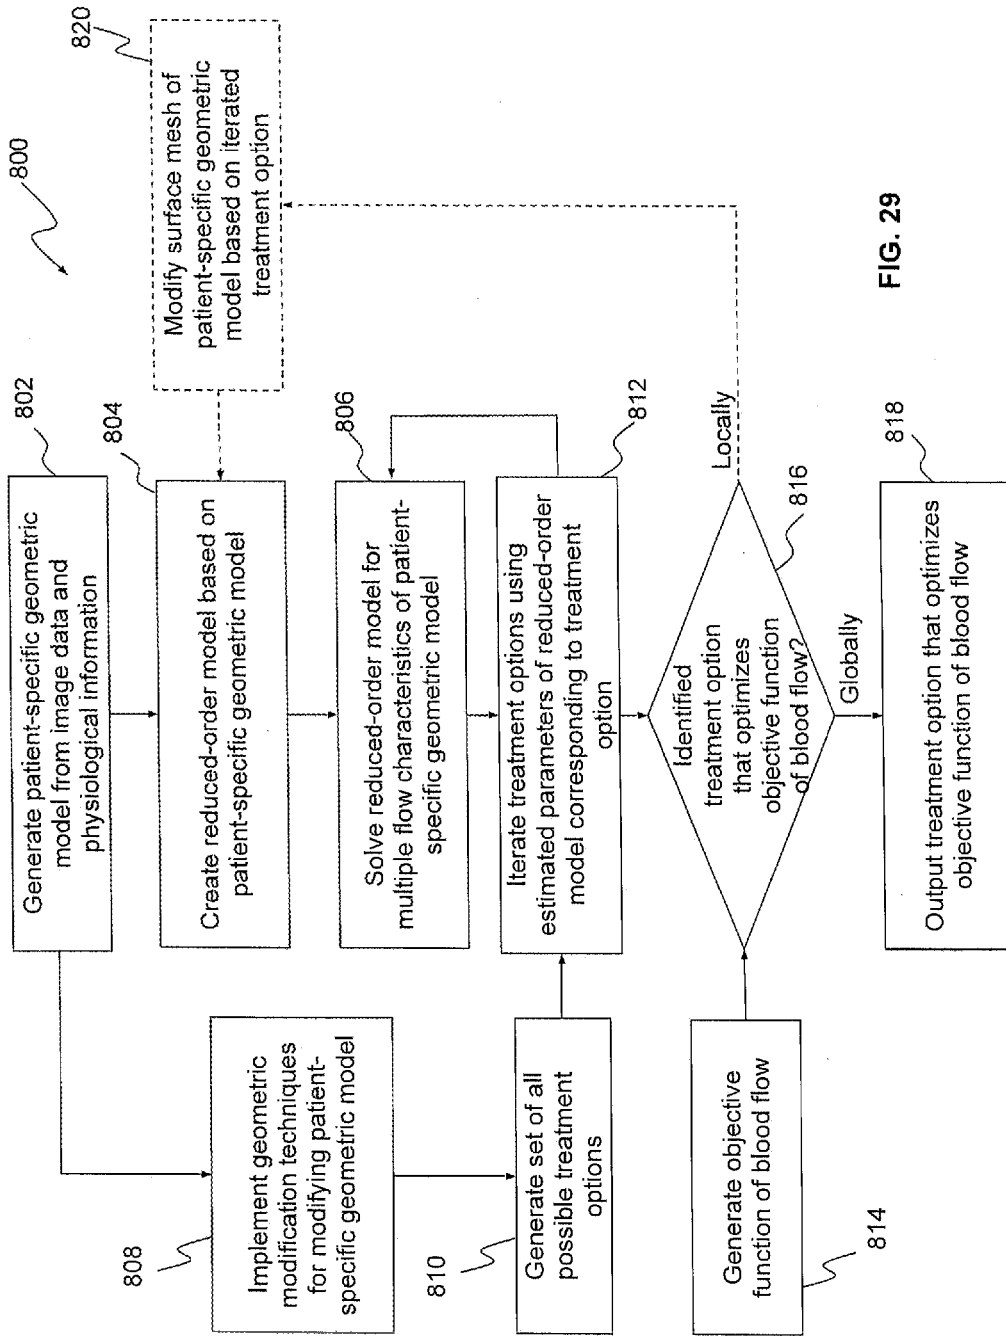 800
802
Generate patient-specific geometric
model from image data and
physiological information
804
Create reduced-order model based on
patient-specific geometric model
820
Modify surface mesh of
patient-specific geometric
model based on iterated
treatment option
806
Solve reduced-order model for
multiple flow characteristics of patient-
specific geometric model
808
Implement geometric
modification techniques
for modifying patient-
specific geometric model
810
Generate set of all
possible treatment
options
812
Iterate treatment options using
estimated parameters of reduced-order
model corresponding to treatment
option
814
Generate objective
function of blood flow
816
Identified
treatment option
that optimizes
objective function
of blood flow?
Locally
Globally
818
Output treatment option that optimizes
objective function of blood flow
FIG. 29